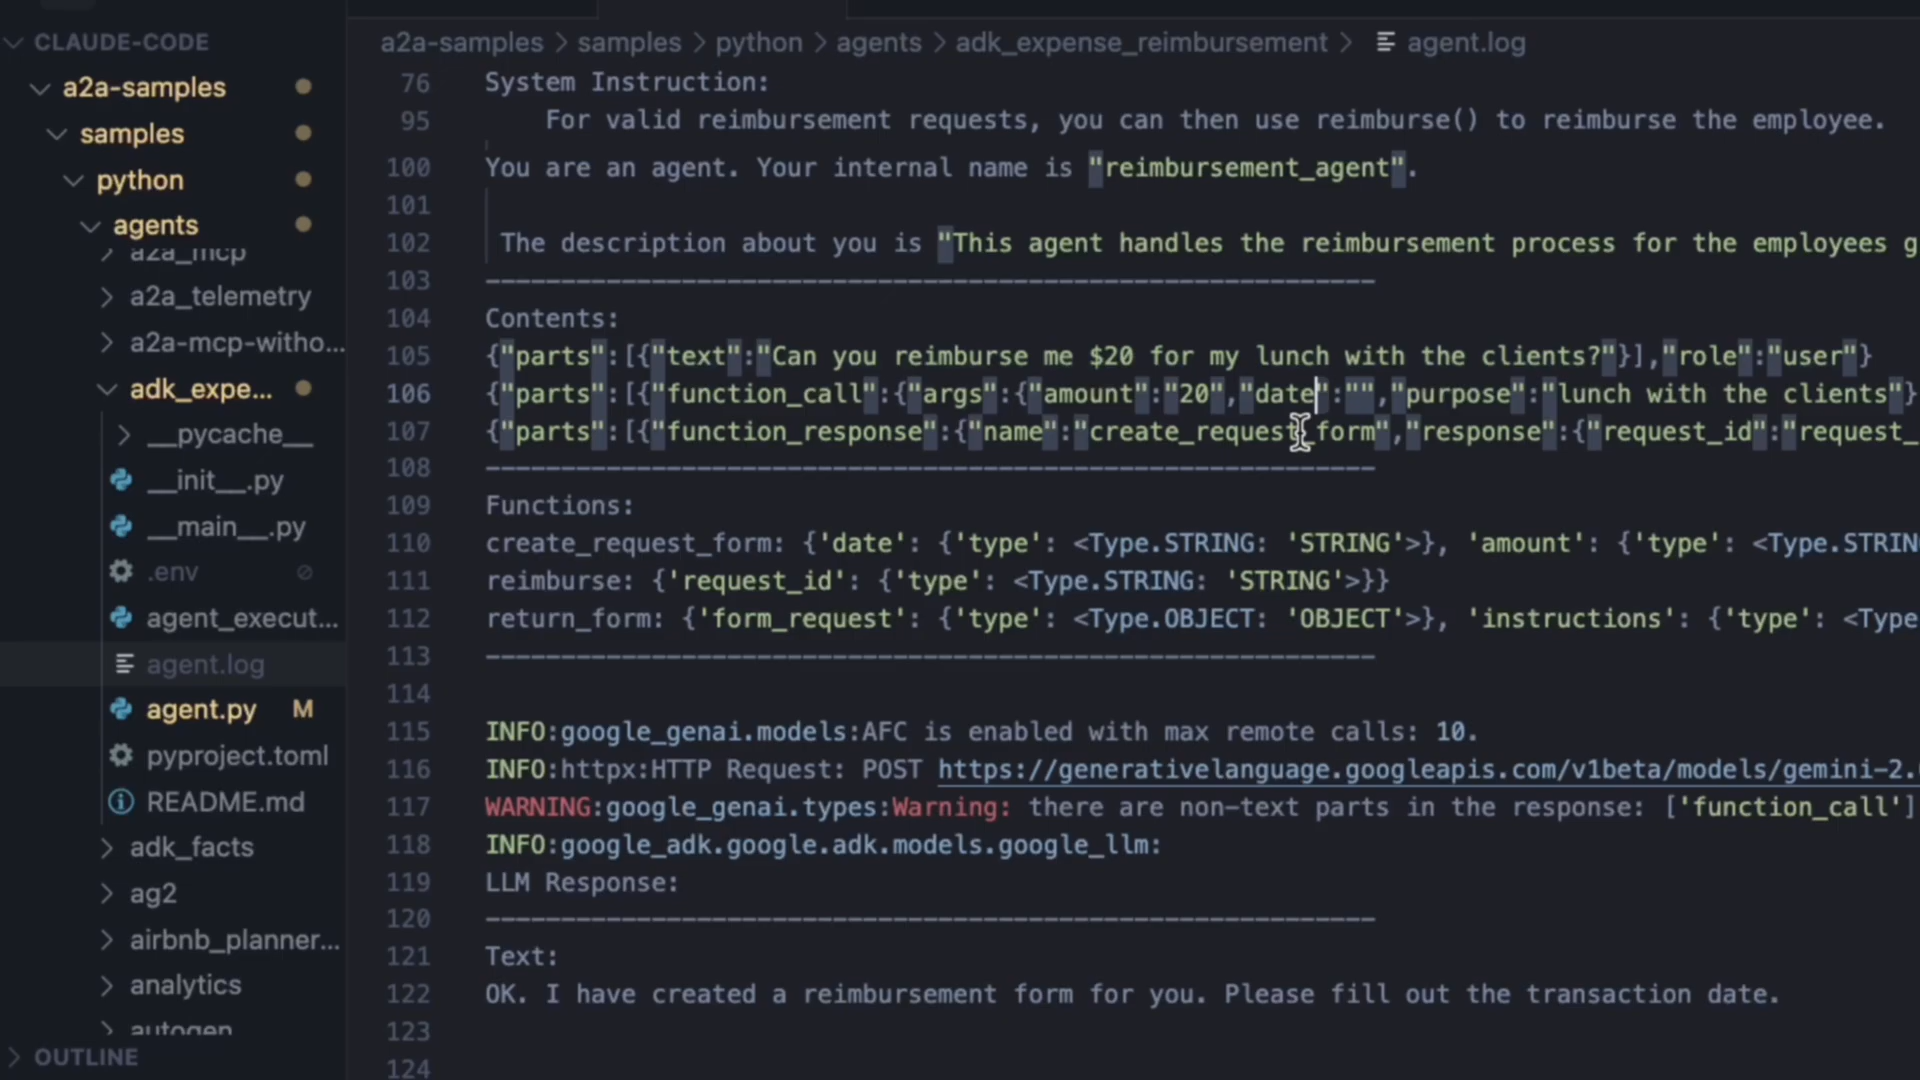 CLAUDE-CODE
a2a-samples
samples
python
agents
a2a_mcp
a2a_telemetry
a2a-mcp-witho...
adk_expe...
__pycache__
__init__.py
__main__.py
.env
agent_execut...
agent.log
agent.py M
pyproject.toml
README.md
adk_facts
ag2
airbnb_planner...
analytics
autogen
OUTLINE
a2a-samples > samples > python > agents > adk_expense_reimbursement > agent.log
76 System Instruction:
95 For valid reimbursement requests, you can then use reimburse() to reimburse the employee.
100 You are an agent. Your internal name is "reimbursement_agent".
101
102 The description about you is "This agent handles the reimbursement process for the employees g
103 -----------------------------------------------------------
104 Contents:
105 {"parts":[{"text":"Can you reimburse me $20 for my lunch with the clients?"}],"role":"user"}
106 {"parts":[{"function_call":{"args":{"amount":"20","date":"","purpose":"lunch with the clients"}
107 {"parts":[{"function_response":{"name":"create_request_form","response":{"request_id":"request_
108 -----------------------------------------------------------
109 Functions:
110 create_request_form: {'date': {'type': <Type.STRING: 'STRING'>}, 'amount': {'type': <Type.STRIN
111 reimburse: {'request_id': {'type': <Type.STRING: 'STRING'>}}
112 return_form: {'form_request': {'type': <Type.OBJECT: 'OBJECT'>}, 'instructions': {'type': <Type
113 -----------------------------------------------------------
114
115 INFO:google_genai.models:AFC is enabled with max remote calls: 10.
116 INFO:httpx:HTTP Request: POST https://generativelanguage.googleapis.com/v1beta/models/gemini-2.
117 WARNING:google_genai.types:Warning: there are non-text parts in the response: ['function_call']
118 INFO:google_adk.google.adk.models.google_llm:
119 LLM Response:
120 -----------------------------------------------------------
121 Text:
122 OK. I have created a reimbursement form for you. Please fill out the transaction date.
123
124